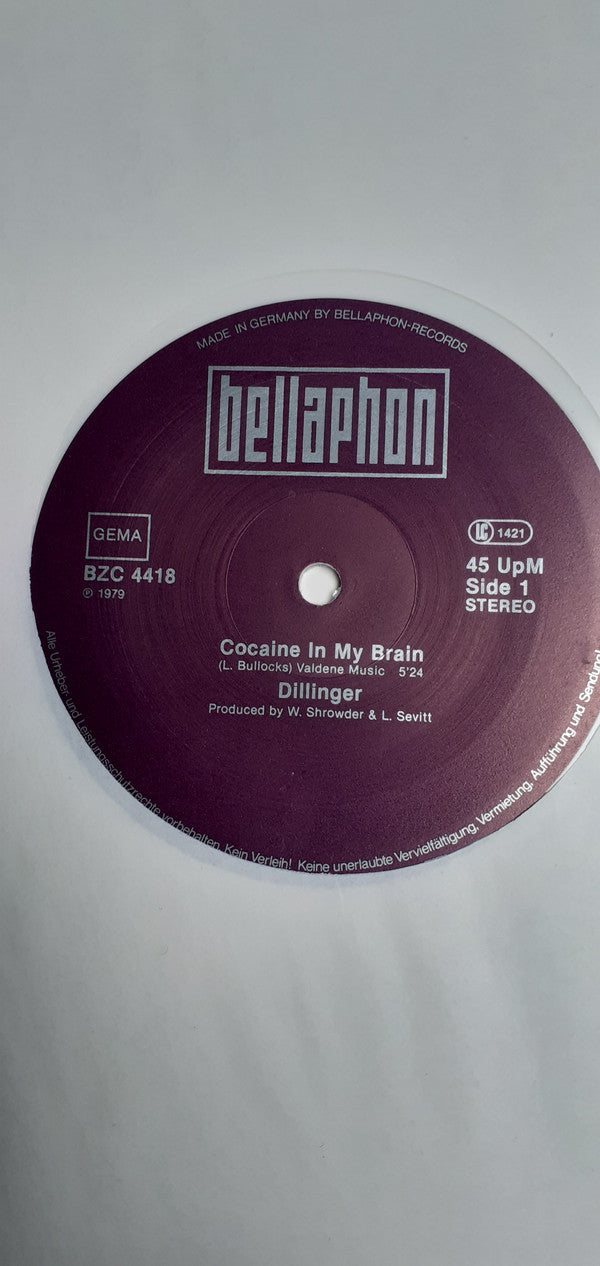 MADE IN GERMANY BY BELLAPHON-RECORDS
bellaphon
GEMA
BZC 4418
℗ 1979
LC 1421
45 UpM
Side 1
STEREO
Cocaine In My Brain
(L. Bullocks) Valdene Music 5'24
Dillinger
Produced by W. Shrowder & L. Sevitt
Alle Urheber- und Leistungsschutzrechte vorbehalten. Kein Verleih! Keine unerlaubte Vervielfältigung, Vermietung, Aufführung und Sendung!